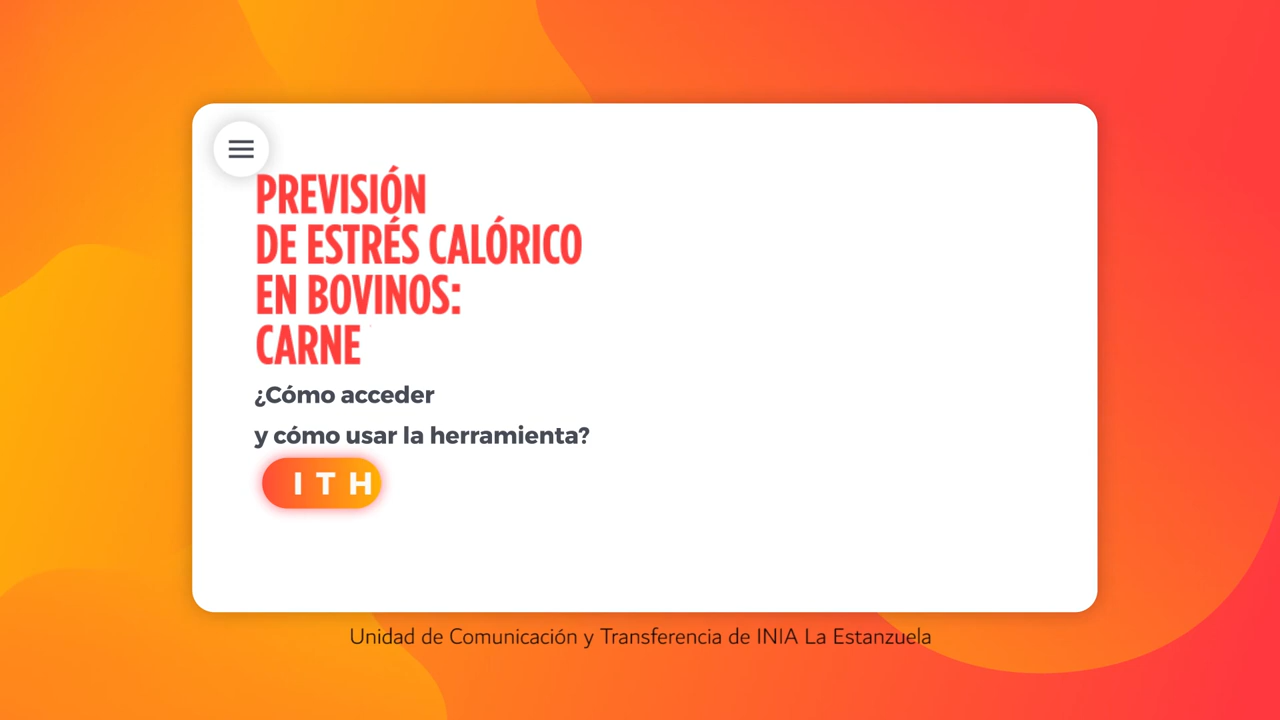 PREVISIÓN
DE ESTRÉS CALÓRICO
EN BOVINOS:
CARNE
¿Cómo acceder
y cómo usar la herramienta?
ITH
Unidad de Comunicación y Transferencia de INIA La Estanzuela